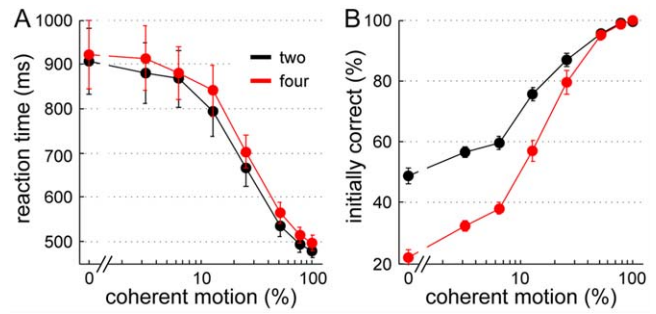 A
reaction time (ms)
1000
900
800
700
600
500
two
four
0
10
100
coherent motion (%)
B
initially correct (%)
100
80
60
40
20
0
10
100
coherent motion (%)